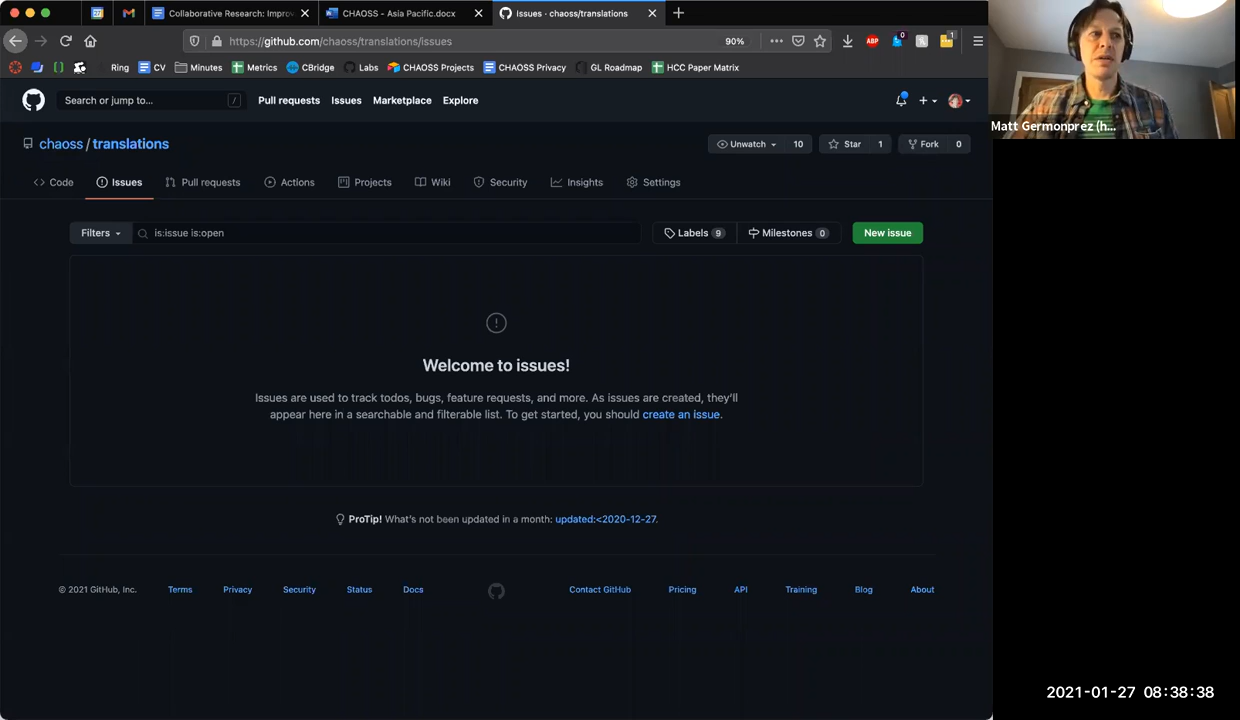 Collaborative Research: Improv
CHAOSS - Asia Pacific.docx
Issues · chaoss/translations
https://github.com/chaoss/translations/issues
90%
ABP
0
1
Ring
CV
Minutes
Metrics
CBridge
Labs
CHAOSS Projects
CHAOSS Privacy
GL Roadmap
HCC Paper Matrix
Search or jump to...
/
Pull requests
Issues
Marketplace
Explore
Matt Germonprez (h...
chaoss / translations
Unwatch
10
Star
1
Fork
0
Code
Issues
Pull requests
Actions
Projects
Wiki
Security
Insights
Settings
Filters
is:issue is:open
Labels 9
Milestones 0
New issue
Welcome to issues!
Issues are used to track todos, bugs, feature requests, and more. As issues are created, they'll
appear here in a searchable and filterable list. To get started, you should create an issue.
ProTip! What's not been updated in a month: updated:<2020-12-27.
© 2021 GitHub, Inc.
Terms
Privacy
Security
Status
Docs
Contact GitHub
Pricing
API
Training
Blog
About
2021-01-27 08:38:38